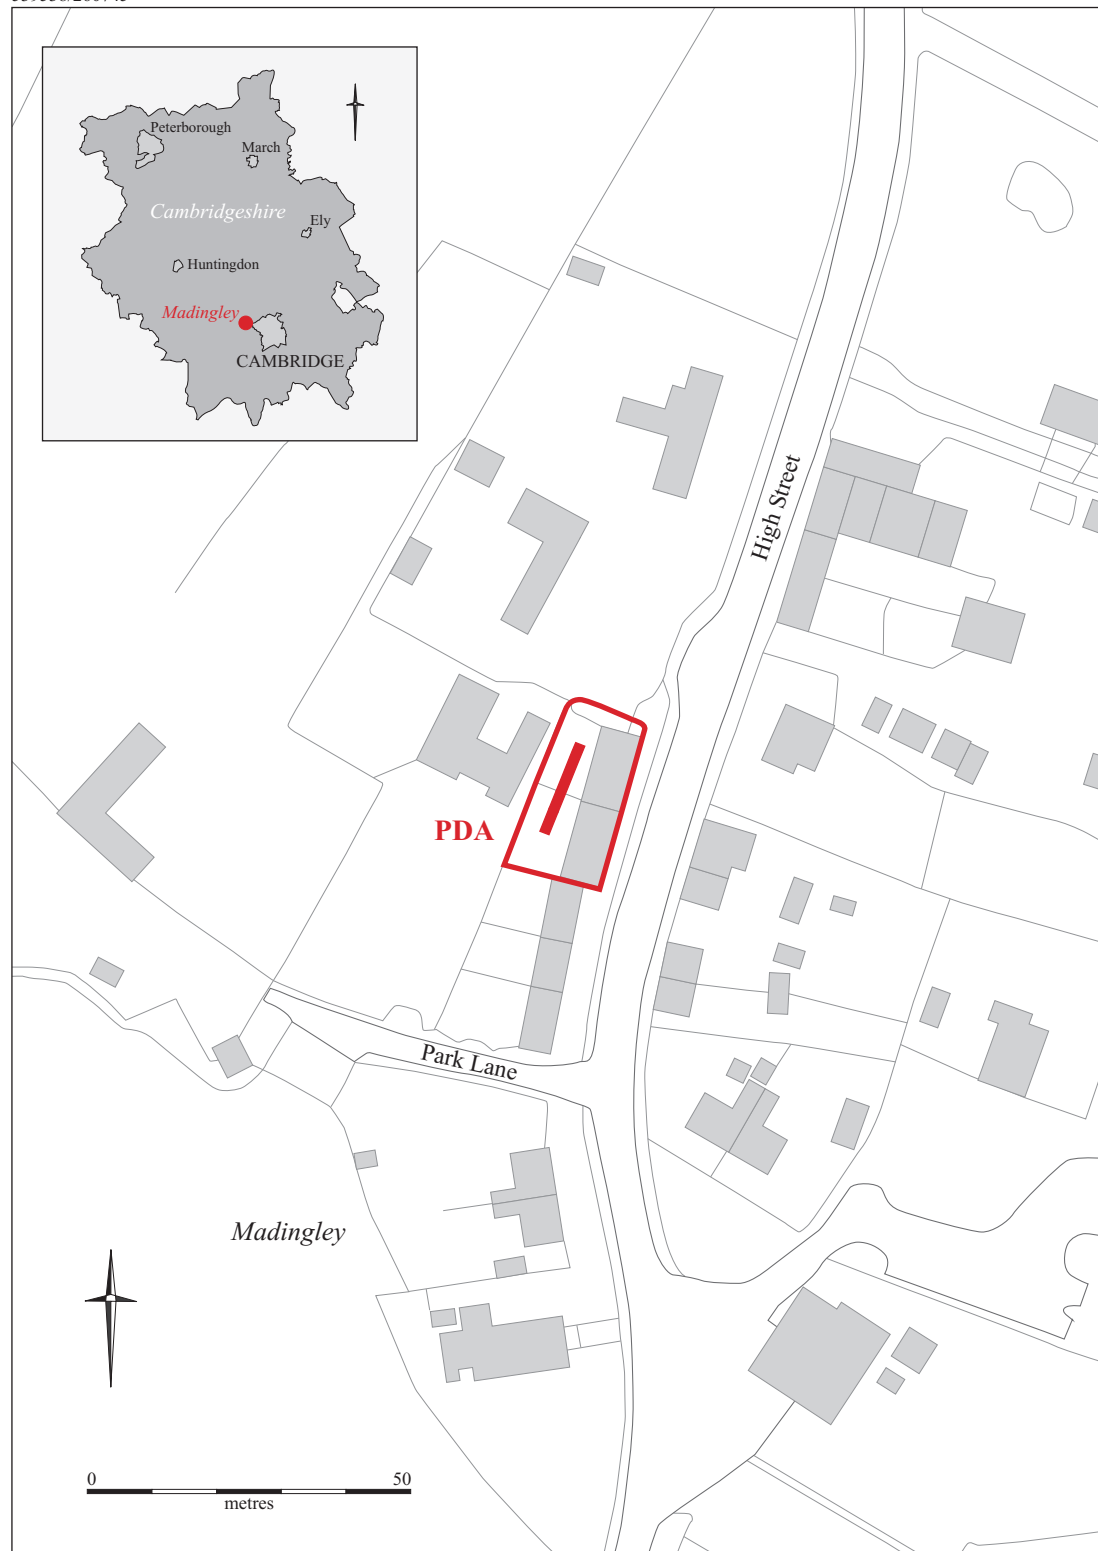 Peterborough
March
Cambridgeshire
Ely
Huntingdon
Madingley
CAMBRIDGE
High Street
PDA
Park Lane
Madingley
0 50
metres